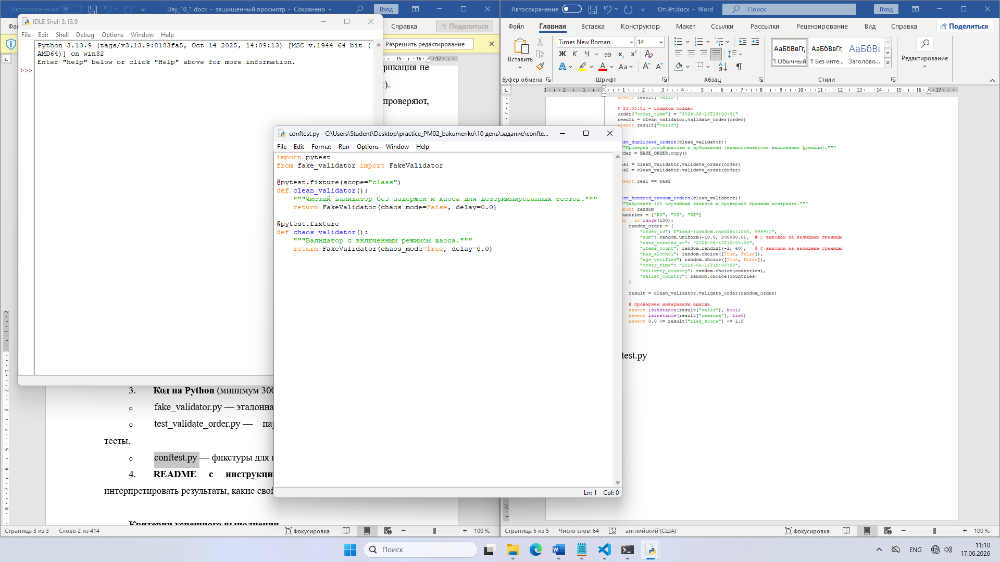 Автосохранение
Day_10_1.docx - защищенный просмотр - Сохранено
Вход
Справка
Поделиться
Разрешить редактирование
15 16 17
фикация не
проверяют,
IDLE Shell 3.13.9
File Edit Shell Debug Options Window Help
Python 3.13.9 (tags/v3.13.9:8183fa5, Oct 14 2025, 14:09:13) [MSC v.1944 64 bit (
AMD64)] on win32
Enter "help" below or click "Help" above for more information.
>>>
3. Код на Python (минимум 300
fake_validator.py — эталонна
test_validate_order.py — пар
тесты.
conftest.py — фикстуры для
4. README с инструкци
интерпретировать результаты, какие свой
Критерии успешного выполнения
Страница 3 из 3
Слово 2 из 414
Фокусировка
100 %
conftest.py - C:\Users\Student\Desktop\practice_PM02_bakumenko\10 день\задание\confte...
File Edit Format Run Options Window Help
import pytest
from fake_validator import FakeValidator
@pytest.fixture(scope="class")
def clean_validator():
"""Чистый валидатор без задержек и хаоса для детерминированных тестов."""
return FakeValidator(chaos_mode=False, delay=0.0)
@pytest.fixture
def chaos_validator():
"""Валидатор с включенным режимом хаоса."""
return FakeValidator(chaos_mode=True, delay=0.0)
Ln: 1 Col: 0
Автосохранение
Отчёт.docx - Word
Поиск
Вход
Файл Главная Вставка Конструктор Макет Ссылки Рассылки Рецензирование Вид Справка
Поделиться
Вставить
Times New Roman
14
Ж К Ч ab x₂ x²
Aa
АаБбВвГг,
АаБбВвГг,
АаБбВв
¶ Обычный
¶ Без инте...
Заголово...
Редактирование
Буфер обмена
Шрифт
Абзац
Стили
3 2 1 1 2 3 4 5 6 7 8 9 10 11 12 13 14 15 16 17
assert result["valid"]
# 23:00:01 - слишком поздно
order["order_time"] = "2026-06-16T23:00:01"
result = clean_validator.validate_order(order)
assert result["valid"]
est_duplicate_orders(clean_validator):
""Проверка устойчивости к дубликатам (идемпотентность выполнения функции)."""
rder = BASE_ORDER.copy()
es1 = clean_validator.validate_order(order)
es2 = clean_validator.validate_order(order)
ssert res1 == res2
est_hundred_random_orders(clean_validator):
""Запускает 100 случайных заказов и проверяет границы контракта."""
mport random
untries = ["RU", "US", "DE"]
or _ in range(100):
random_order = {
"order_id": f"rand-{random.randint(1000, 9999)}",
"sum": random.uniform(-10.0, 200000.0), # С выходом за валидные границы
"user_created_at": "2026-06-10T12:00:00",
"items_count": random.randint(-1, 60), # С выходом за валидные границы
"has_alcohol": random.choice([True, False]),
"age_verified": random.choice([True, False]),
"order_time": "2026-06-16T15:00:00",
"delivery_country": random.choice(countries),
"wallet_country": random.choice(countries)
}
result = clean_validator.validate_order(random_order)
# Проверяем инварианты выхода
assert isinstance(result["valid"], bool)
assert isinstance(result["reasons"], list)
assert 0.0 <= result["risk_score"] <= 1.0
test.py
Страница 5 из 5
Число слов: 64
английский (США)
Фокусировка
100 %
Поиск
ENG
11:10
17.06.2026